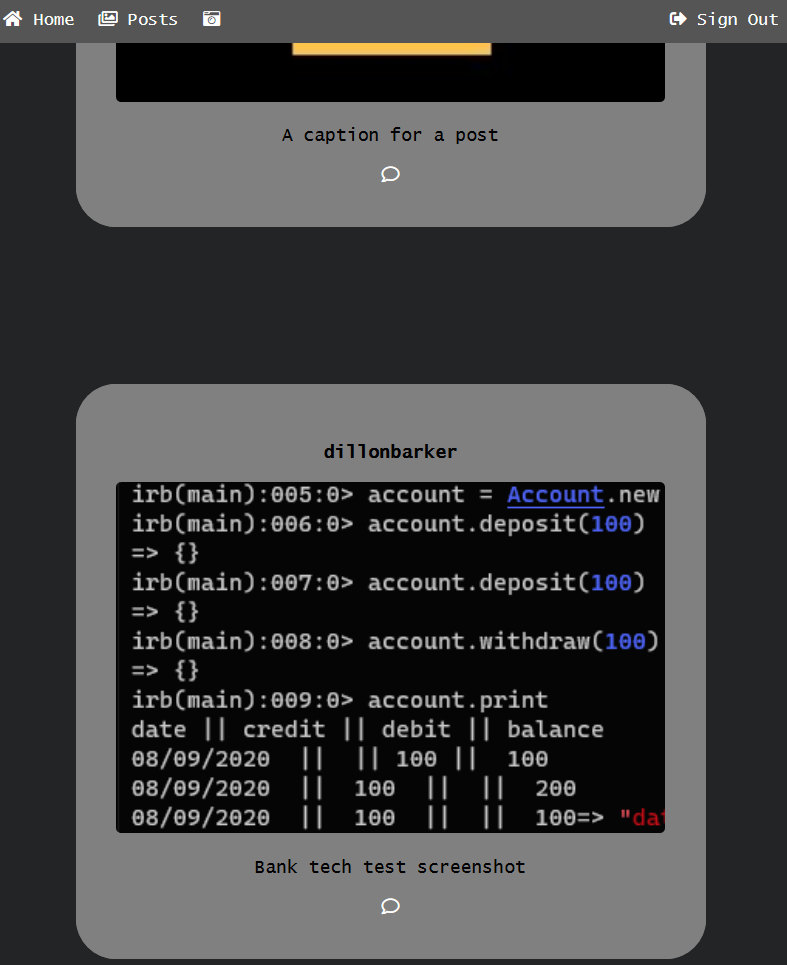 Home Posts Sign Out
A caption for a post
dillonbarker
irb(main):005:0> account = Account.new
irb(main):006:0> account.deposit(100)
=> {}
irb(main):007:0> account.deposit(100)
=> {}
irb(main):008:0> account.withdraw(100)
=> {}
irb(main):009:0> account.print
date || credit || debit || balance
08/09/2020 || || 100 || 100
08/09/2020 || 100 || || 200
08/09/2020 || 100 || || 100=> "dat
Bank tech test screenshot